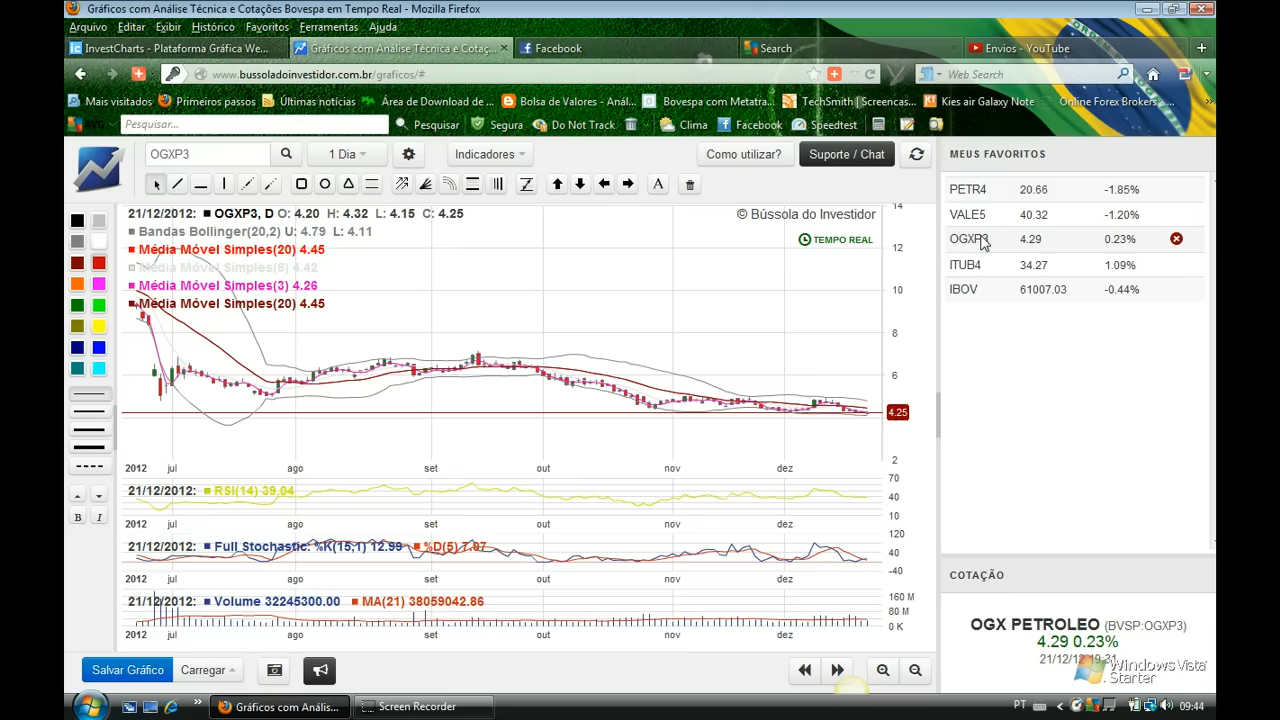 Gráficos com Análise Técnica e Cotações Bovespa em Tempo Real - Mozilla Firefox
Arquivo Editar Exibir Histórico Favoritos Ferramentas Ajuda
InvestCharts - Plataforma Gráfica We... Gráficos com Análise Técnica e Cotaç... Facebook Search Envios - YouTube
www.bussoladoinvestidor.com.br/graficos/# Web Search
Mais visitados Primeiros passos Últimas notícias Área de Download de ... Bolsa de Valores - Anál... Bovespa com Metatra... TechSmith | Screencas... Kies air Galaxy Note Online Forex Brokers ...
AVG Pesquisar... Pesquisar Segura Do Not Track Clima Facebook Speedtest
OGXP3 1 Dia Indicadores Como utilizar? Suporte / Chat
A
MEUS FAVORITOS
PETR4 20.66 -1.85%
VALE5 40.32 -1.20%
OGXP3 4.29 0.23%
ITUB4 34.27 1.09%
IBOV 61007.03 -0.44%
21/12/2012: OGXP3, D O: 4.20 H: 4.32 L: 4.15 C: 4.25
© Bússola do Investidor
Bandas Bollinger(20,2) U: 4.79 L: 4.11
TEMPO REAL
Média Móvel Simples(20) 4.45
Média Móvel Simples(8) 4.42
Média Móvel Simples(3) 4.26
Média Móvel Simples(20) 4.45
14
12
10
8
6
4.25
2
2012 jul ago set out nov dez
21/12/2012: RSI(14) 39.04
70
40
10
2012 jul ago set out nov dez
21/12/2012: Full Stochastic: %K(15,1) 12.99 %D(5) 7.07
120
40
-40
2012 jul ago set out nov dez
21/12/2012: Volume 32245300.00 MA(21) 38059042.86
160 M
80 M
0 K
2012 jul ago set out nov dez
B I
Salvar Gráfico Carregar
COTAÇÃO
OGX PETROLEO (BVSP:OGXP3)
4.29 0.23%
Windows Vista
Starter
Gráficos com Anális... Screen Recorder PT 09:44